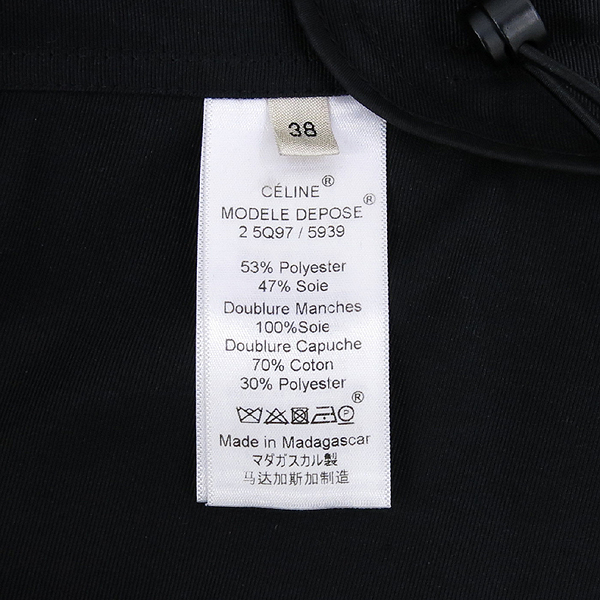 38
CÉLINE®
MODELE DEPOSE®
2 5Q97 / 5939
53% Polyester
47% Soie
Doublure Manches
100%Soie
Doublure Capuche
70% Coton
30% Polyester
P ®
Made in Madagascar
マダガスカル製
马达加斯加制造